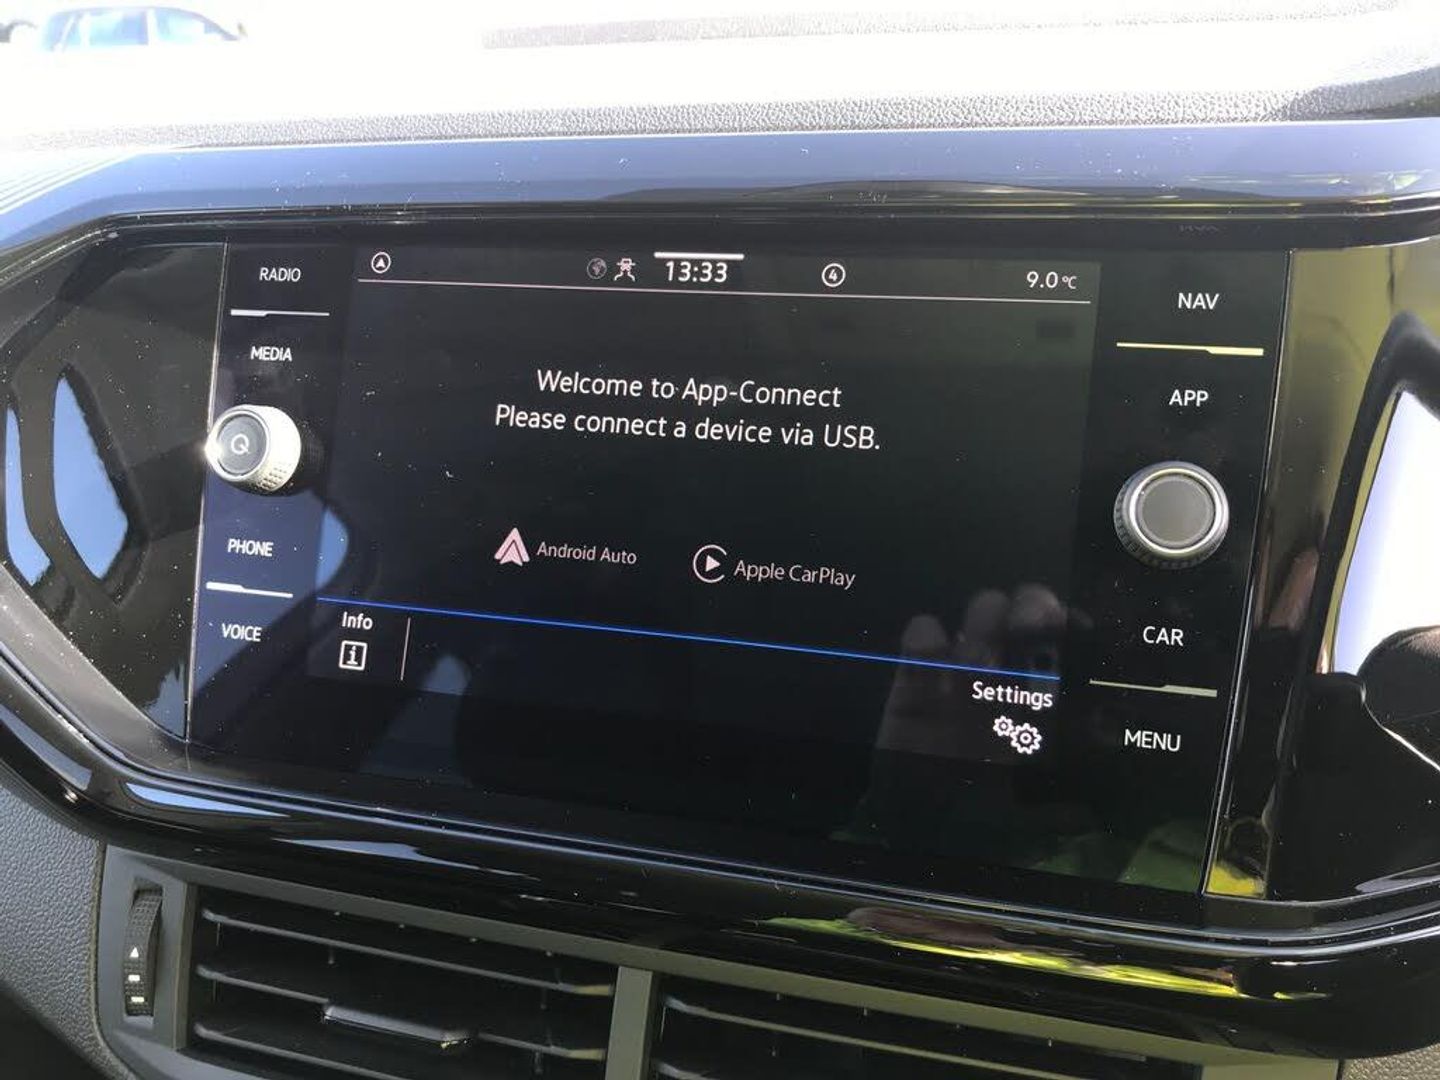 RADIO
MEDIA
PHONE
VOICE
13:33
4
9.0 °C
Welcome to App-Connect
Please connect a device via USB.
Android Auto
Apple CarPlay
Info
i
Settings
NAV
APP
CAR
MENU